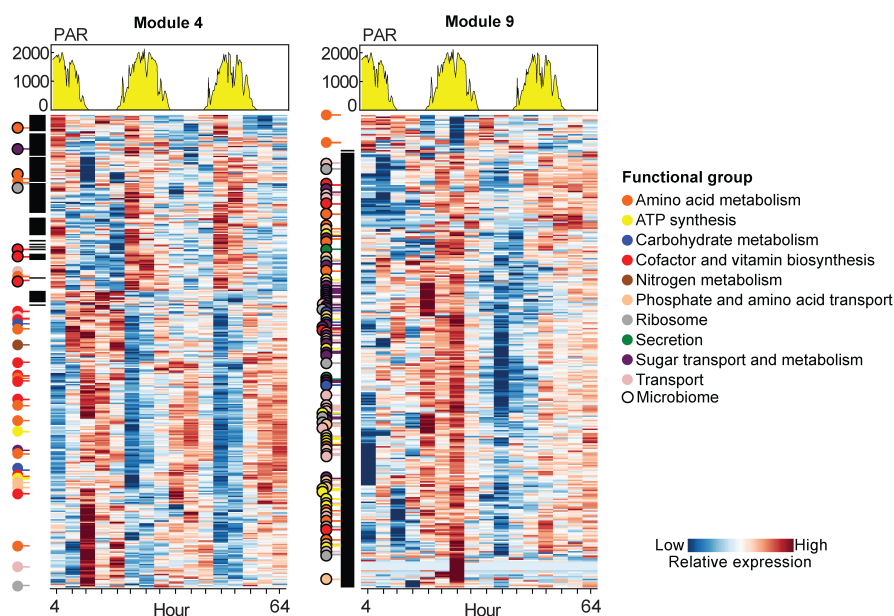 Module 4
Module 9
PAR
PAR
2000
1000
0
2000
1000
0
Functional group
Amino acid metabolism
ATP synthesis
Carbohydrate metabolism
Cofactor and vitamin biosynthesis
Nitrogen metabolism
Phosphate and amino acid transport
Ribosome
Secretion
Sugar transport and metabolism
Transport
Microbiome
Low
High
Relative expression
4
Hour
64
4
Hour
64